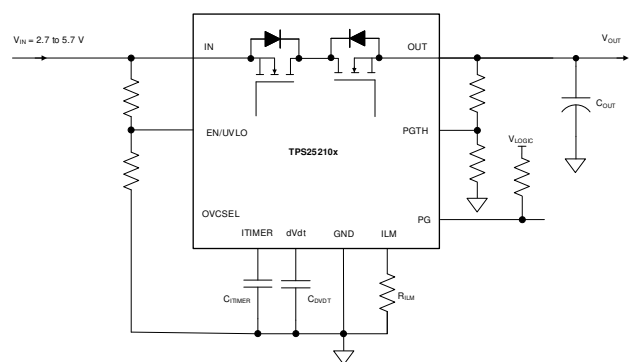 VIN = 2.7 to 5.7 V
IN
OUT
VOUT
COUT
EN/UVLO
PGTH
TPS25210x
VLOGIC
OVCSEL
PG
ITIMER
dVdt
GND
ILM
CITIMER
CDVDT
RILM